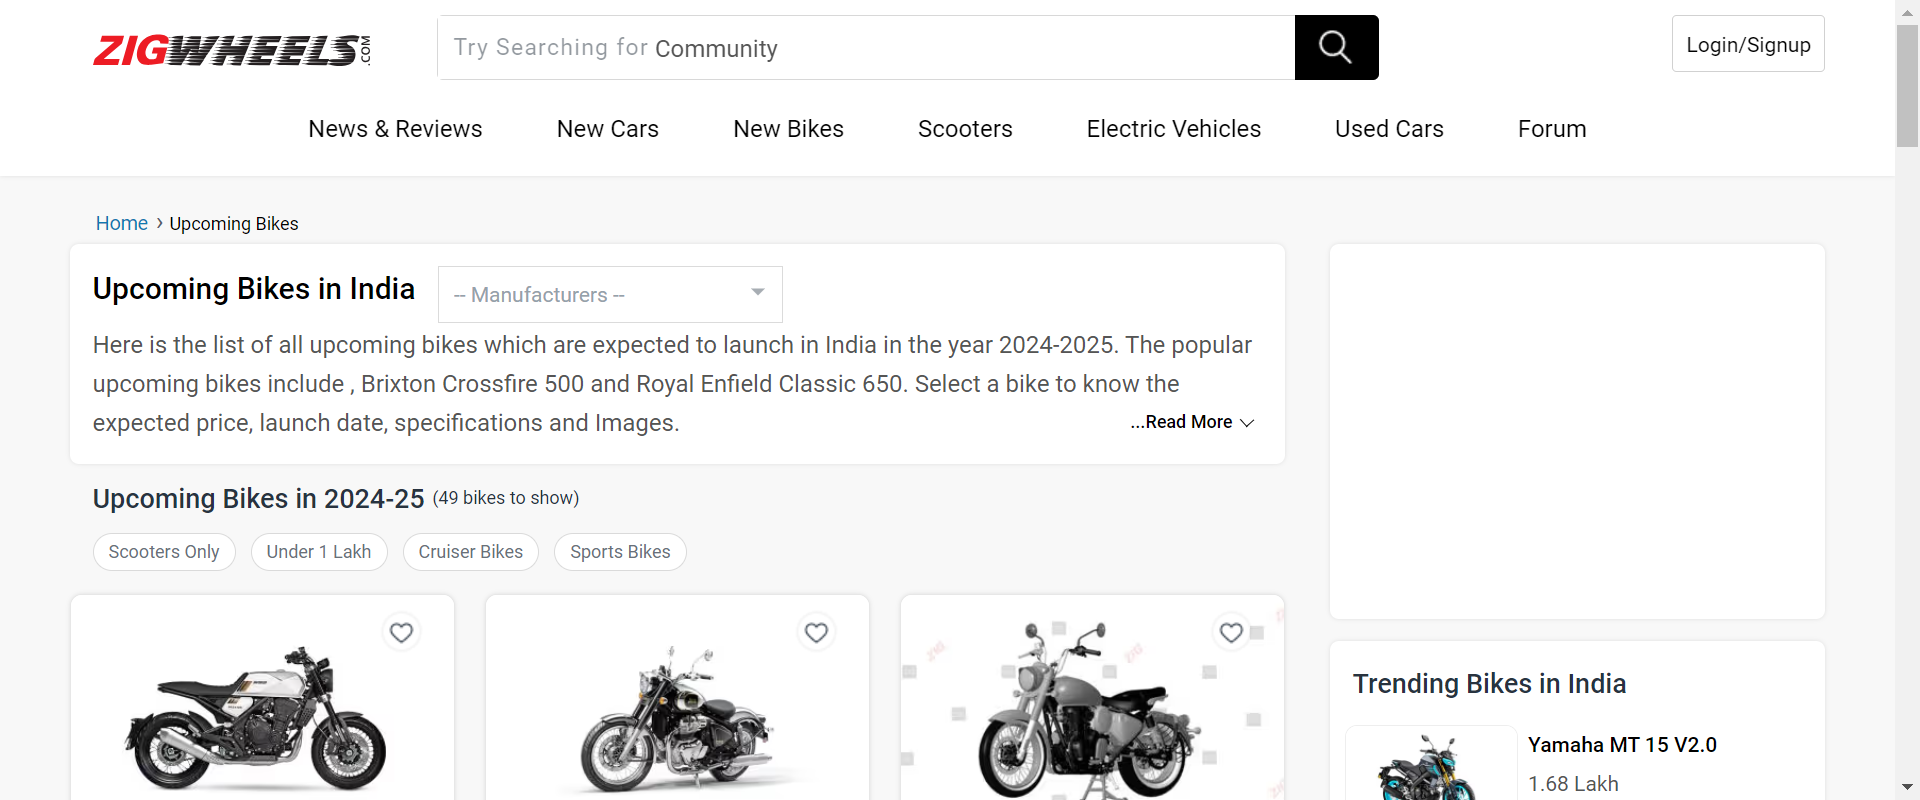 ZIGWHEELS.COM
Try Searching for Community
Login/Signup
News & Reviews New Cars New Bikes Scooters Electric Vehicles Used Cars Forum
Home › Upcoming Bikes
Upcoming Bikes in India
-- Manufacturers --
Here is the list of all upcoming bikes which are expected to launch in India in the year 2024-2025. The popular
upcoming bikes include , Brixton Crossfire 500 and Royal Enfield Classic 650. Select a bike to know the
expected price, launch date, specifications and Images.
...Read More
Upcoming Bikes in 2024-25 (49 bikes to show)
Scooters Only Under 1 Lakh Cruiser Bikes Sports Bikes
Trending Bikes in India
Yamaha MT 15 V2.0
1.68 Lakh